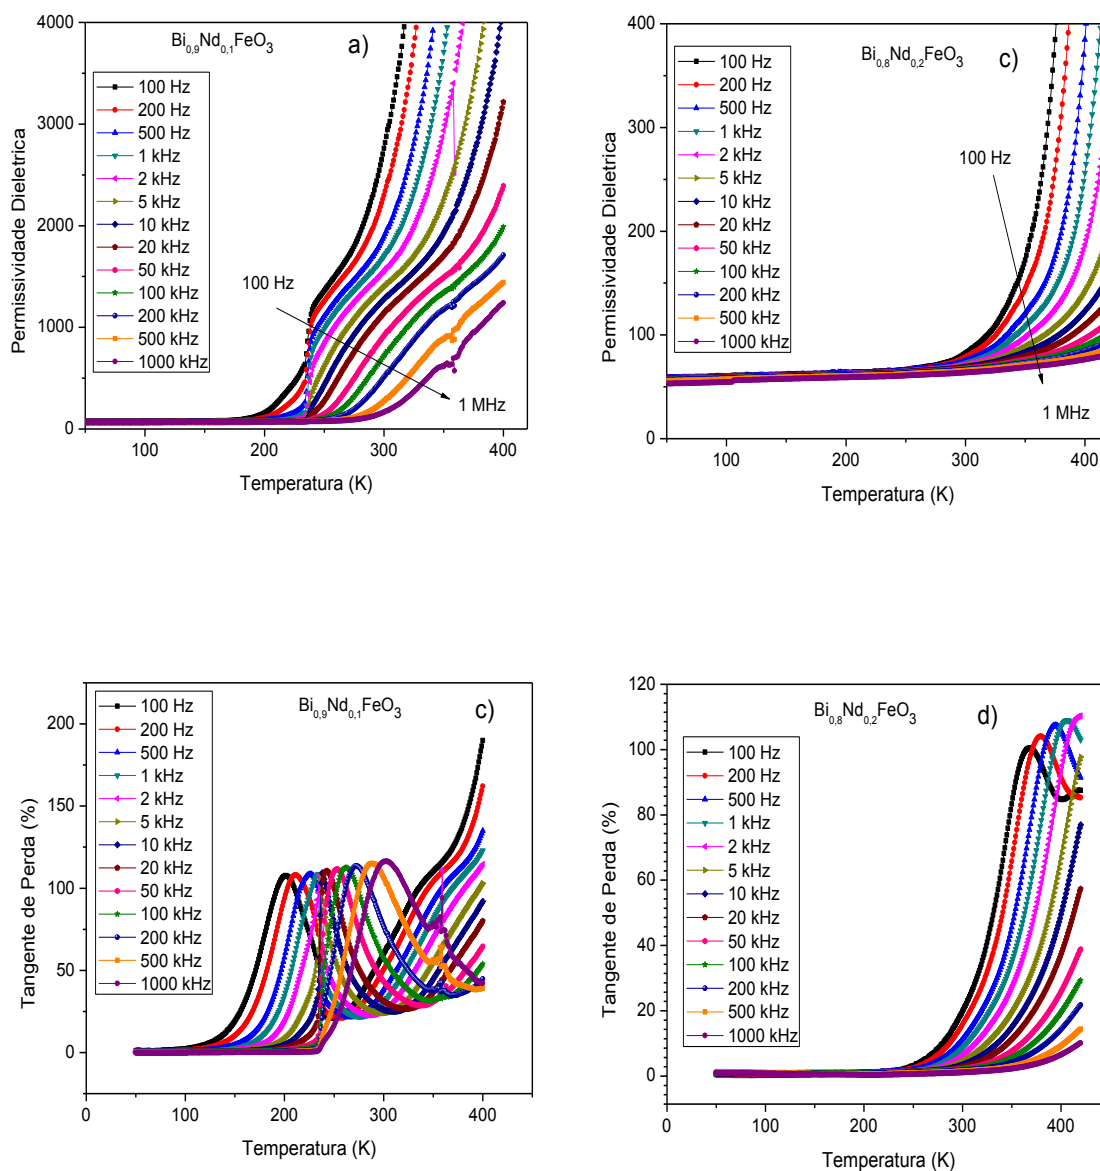 Bi0,9Nd0,1FeO3
a)
4000
3000
2000
1000
0
Permissividade Dieletrica
100 Hz
200 Hz
500 Hz
1 kHz
2 kHz
5 kHz
10 kHz
20 kHz
50 kHz
100 kHz
200 kHz
500 kHz
1000 kHz
100 Hz
1 MHz
100
200
300
400
Temperatura (K)
Bi0,8Nd0,2FeO3
c)
400
300
200
100
0
Permissividade Dieletrica
100 Hz
200 Hz
500 Hz
1 kHz
2 kHz
5 kHz
10 kHz
20 kHz
50 kHz
100 kHz
200 kHz
500 kHz
1000 kHz
100 Hz
1 MHz
100
200
300
400
Temperatura (K)
Bi0,9Nd0,1FeO3
c)
200
150
100
50
0
Tangente de Perda (%)
100 Hz
200 Hz
500 Hz
1 kHz
2 kHz
5 kHz
10 kHz
20 kHz
50 kHz
100 kHz
200 kHz
500 kHz
1000 kHz
0
100
200
300
400
Temperatura (K)
Bi0,8Nd0,2FeO3
d)
120
100
80
60
40
20
0
Tangente de Perda (%)
100 Hz
200 Hz
500 Hz
1 kHz
2 kHz
5 kHz
10 kHz
20 kHz
50 kHz
100 kHz
200 kHz
500 kHz
1000 kHz
0
100
200
300
400
Temperatura (K)